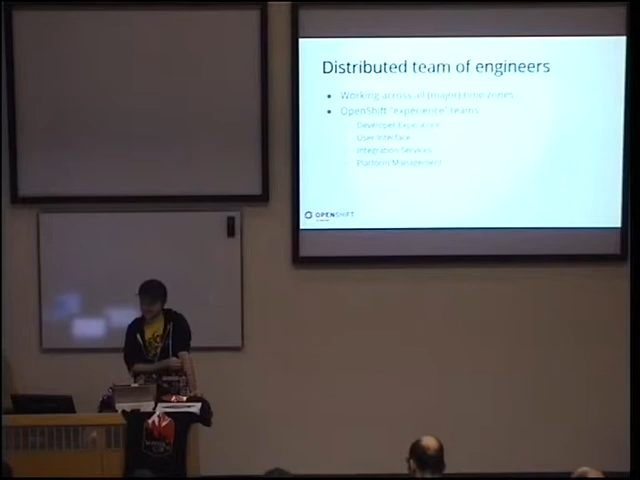 Distributed team of engineers
• Working across all (major) time zones
• OpenShift "experience" teams
Developer Experience
User Interface
Integration Services
Platform Management
OPENSHIFT